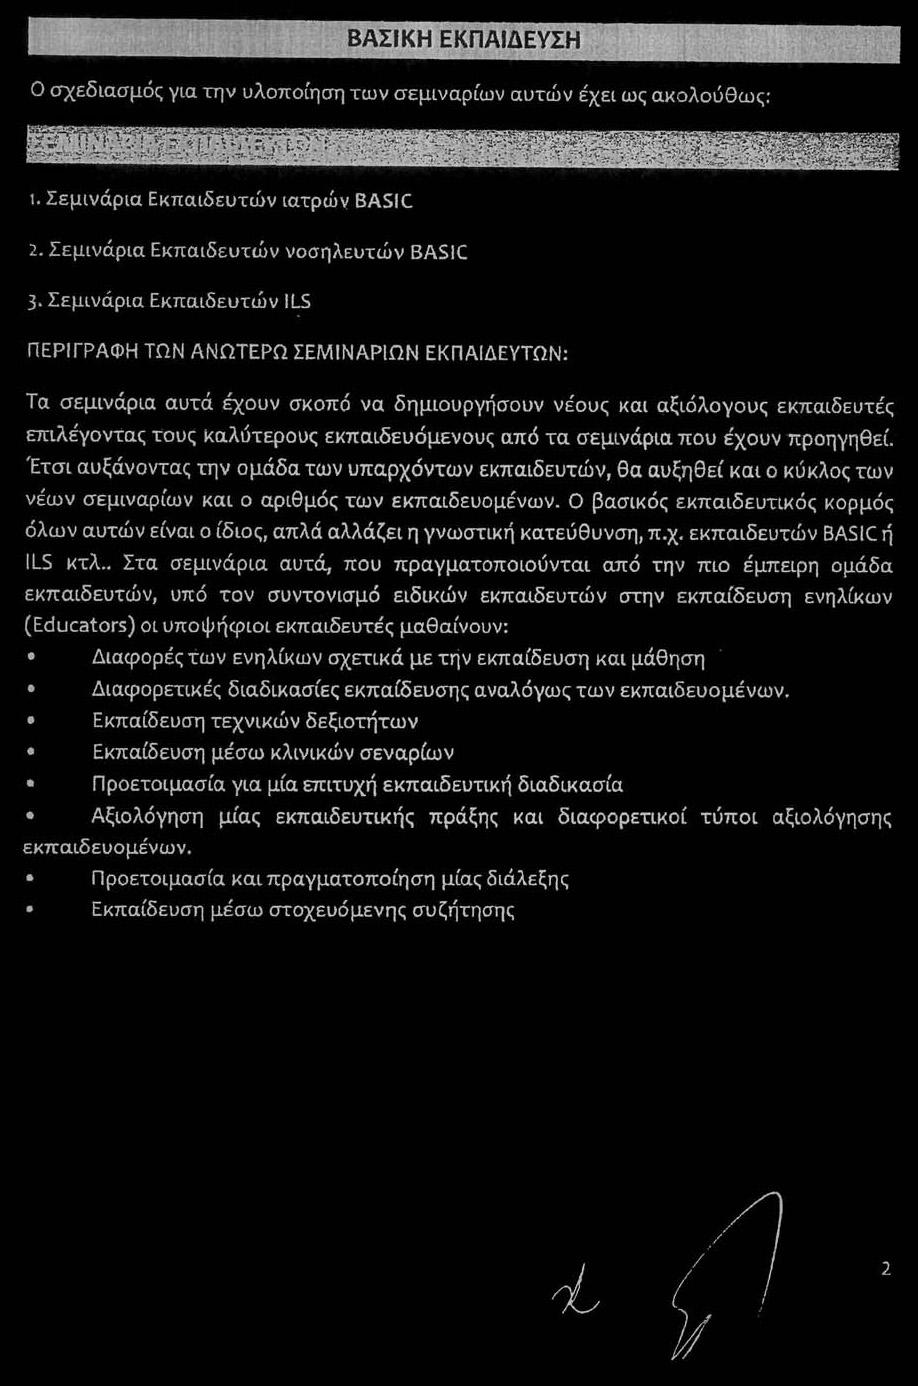 ΒΑΣΙΚΗ ΕΚΠΑΙΔΕΥΣΗ
Ο σχεδιασμός για την υλοποίηση των σεμιναρίων αυτών έχει ως ακολούθως:
ΣΕΜΙΝΑΡΙΑ ΕΚΠΑΙΔΕΥΤΩΝ
1. Σεμινάρια Εκπαιδευτών ιατρών BASIC
2. Σεμινάρια Εκπαιδευτών νοσηλευτών BASIC
3. Σεμινάρια Εκπαιδευτών ILS
ΠΕΡΙΓΡΑΦΗ ΤΩΝ ΑΝΩΤΕΡΩ ΣΕΜΙΝΑΡΙΩΝ ΕΚΠΑΙΔΕΥΤΩΝ:
Τα σεμινάρια αυτά έχουν σκοπό να δημιουργήσουν νέους και αξιόλογους εκπαιδευτές
επιλέγοντας τους καλύτερους εκπαιδευόμενους από τα σεμινάρια που έχουν προηγηθεί.
Έτσι αυξάνοντας την ομάδα των υπαρχόντων εκπαιδευτών, θα αυξηθεί και ο κύκλος των
νέων σεμιναρίων και ο αριθμός των εκπαιδευομένων. Ο βασικός εκπαιδευτικός κορμός
όλων αυτών είναι ο ίδιος, απλά αλλάζει η γνωστική κατεύθυνση, π.χ. εκπαιδευτών BASIC ή
ILS κτλ.. Στα σεμινάρια αυτά, που πραγματοποιούνται από την πιο έμπειρη ομάδα
εκπαιδευτών, υπό τον συντονισμό ειδικών εκπαιδευτών στην εκπαίδευση ενηλίκων
(Educators) οι υποψήφιοι εκπαιδευτές μαθαίνουν:
• Διαφορές των ενηλίκων σχετικά με την εκπαίδευση και μάθηση
• Διαφορετικές διαδικασίες εκπαίδευσης αναλόγως των εκπαιδευομένων.
• Εκπαίδευση τεχνικών δεξιοτήτων
• Εκπαίδευση μέσω κλινικών σεναρίων
• Προετοιμασία για μία επιτυχή εκπαιδευτική διαδικασία
• Αξιολόγηση μίας εκπαιδευτικής πράξης και διαφορετικοί τύποι αξιολόγησης
εκπαιδευομένων.
• Προετοιμασία και πραγματοποίηση μίας διάλεξης
• Εκπαίδευση μέσω στοχευόμενης συζήτησης
2